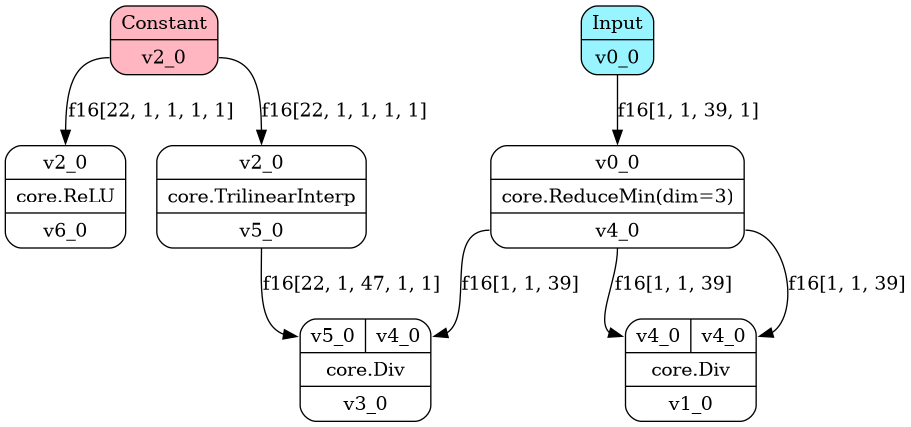 Constant
v2_0
Input
v0_0
f16[22, 1, 1, 1, 1]
f16[22, 1, 1, 1, 1]
f16[1, 1, 39, 1]
v2_0
core.ReLU
v6_0
v2_0
core.TrilinearInterp
v5_0
v0_0
core.ReduceMin(dim=3)
v4_0
f16[22, 1, 47, 1, 1]
f16[1, 1, 39]
f16[1, 1, 39]
f16[1, 1, 39]
v5_0 v4_0
core.Div
v3_0
v4_0 v4_0
core.Div
v1_0